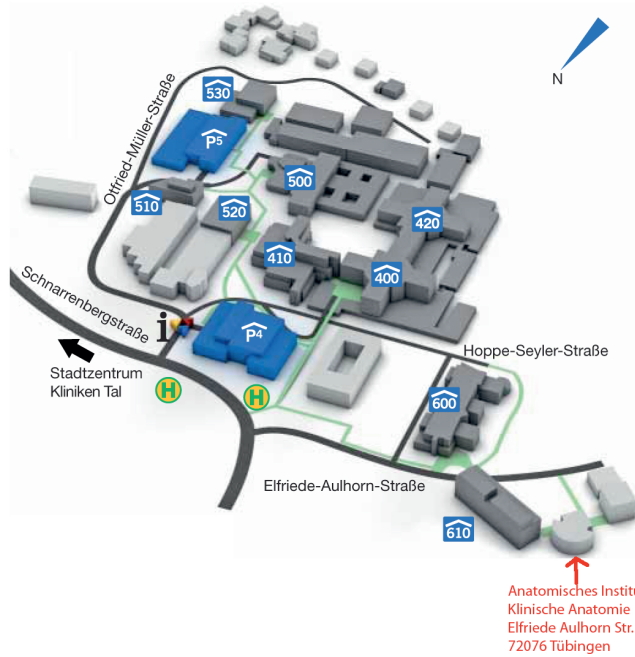 N
530
Otfried-Müller-Straße
P5
500
510
520
420
410
400
Schnarrenbergstraße
i
P4
Hoppe-Seyler-Straße
Stadtzentrum
Kliniken Tal
H
H
600
Elfriede-Aulhorn-Straße
610
Anatomisches
Klinische Anatomie
Elfriede Aulhorn Str.
72076 Tübingen